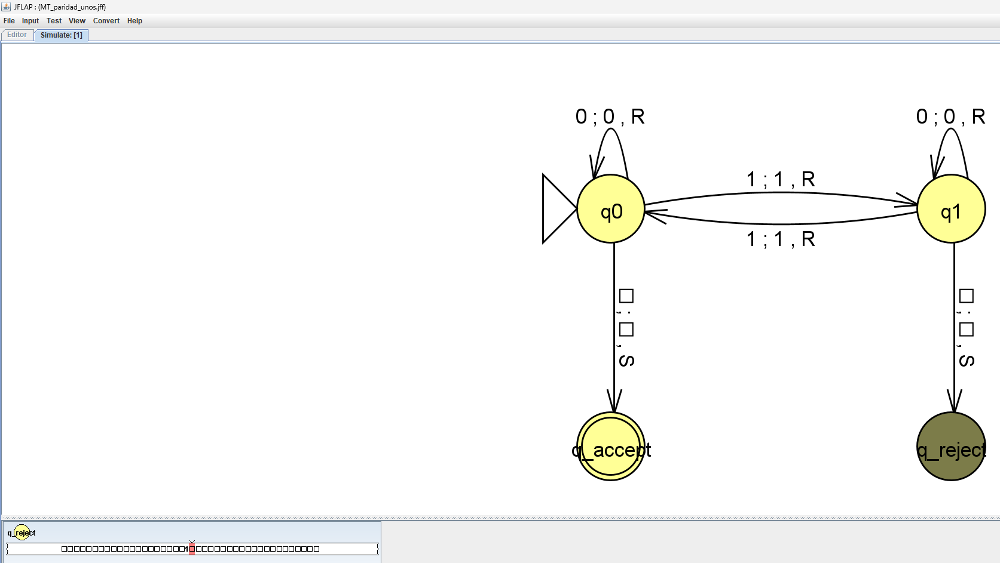 JFLAP : (MT_paridad_unos.jff)
File Input Test View Convert Help
Editor Simulate: [1]
0 ; 0 , R 0 ; 0 , R
1 ; 1 , R
q0 q1
1 ; 1 , R
□ ; □ , S □ ; □ , S
q_accept q_reject
q_reject
□□□□□□□□□□□□□□□□□□□□1□□□□□□□□□□□□□□□□□□□□□